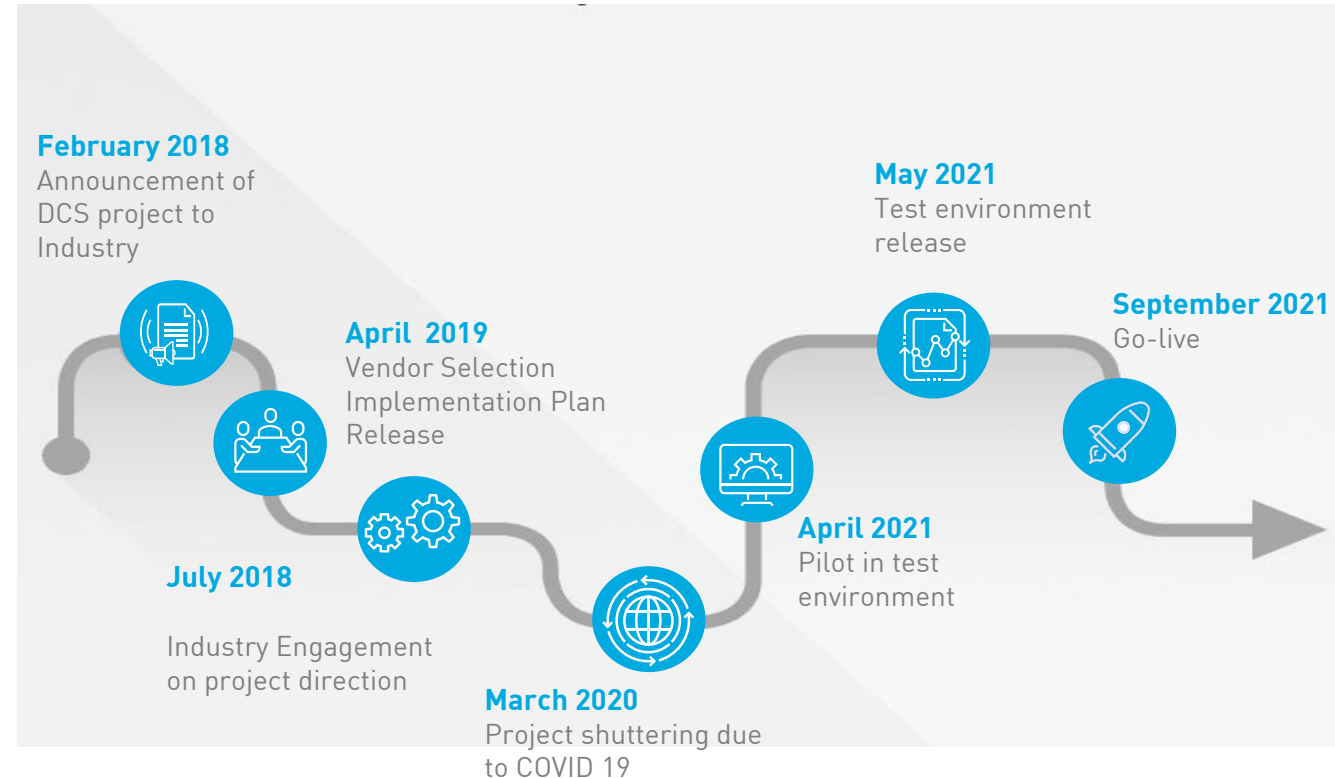 February 2018
Announcement of
DCS project to
Industry
July 2018
Industry Engagement
on project direction
April 2019
Vendor Selection
Implementation Plan
Release
March 2020
Project shuttering due
to COVID 19
April 2021
Pilot in test
environment
May 2021
Test environment
release
September 2021
Go-live